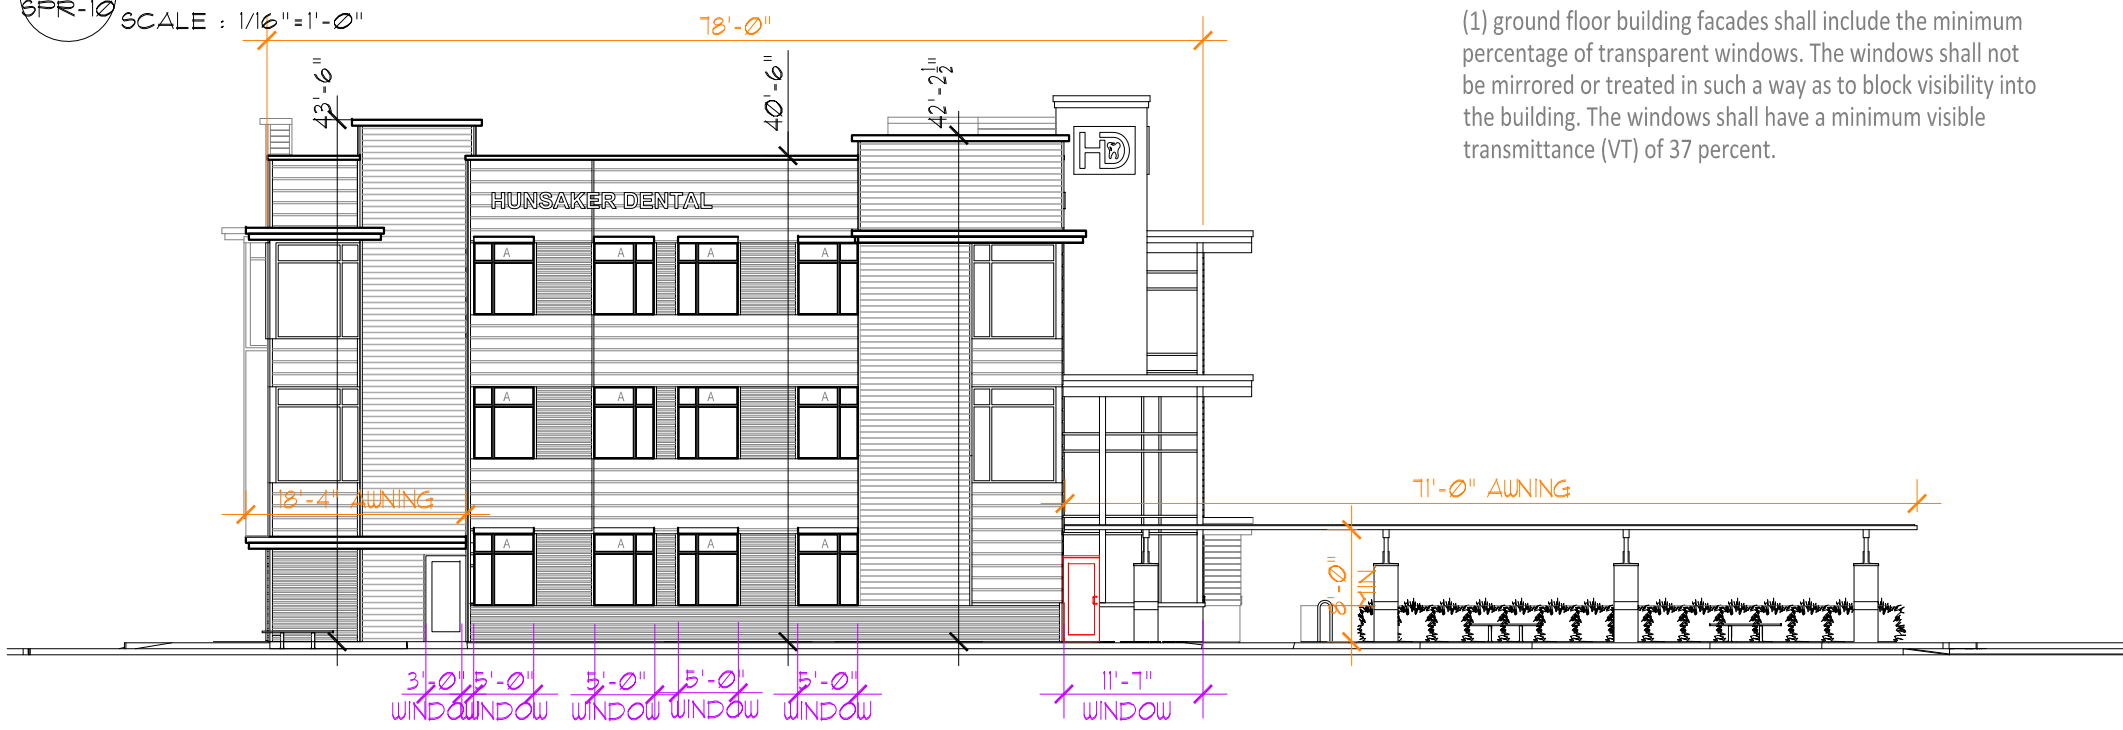 SPR-10
SCALE : 1/16"=1'-0"
78'-0"
(1) ground floor building facades shall include the minimum
percentage of transparent windows. The windows shall not
be mirrored or treated in such a way as to block visibility into
the building. The windows shall have a minimum visible
transmittance (VT) of 37 percent.
43'-6"
40'-6"
42'-2½"
HD
HUNSAKER DENTAL
A A A A
A A A A
18'-4" AWNING
71'-0" AWNING
A A A A
8'-0"
MIN
3'-0" 5'-0" 5'-0" 5'-0" 5'-0" 11'-7"
WINDOW WINDOW WINDOW WINDOW WINDOW WINDOW